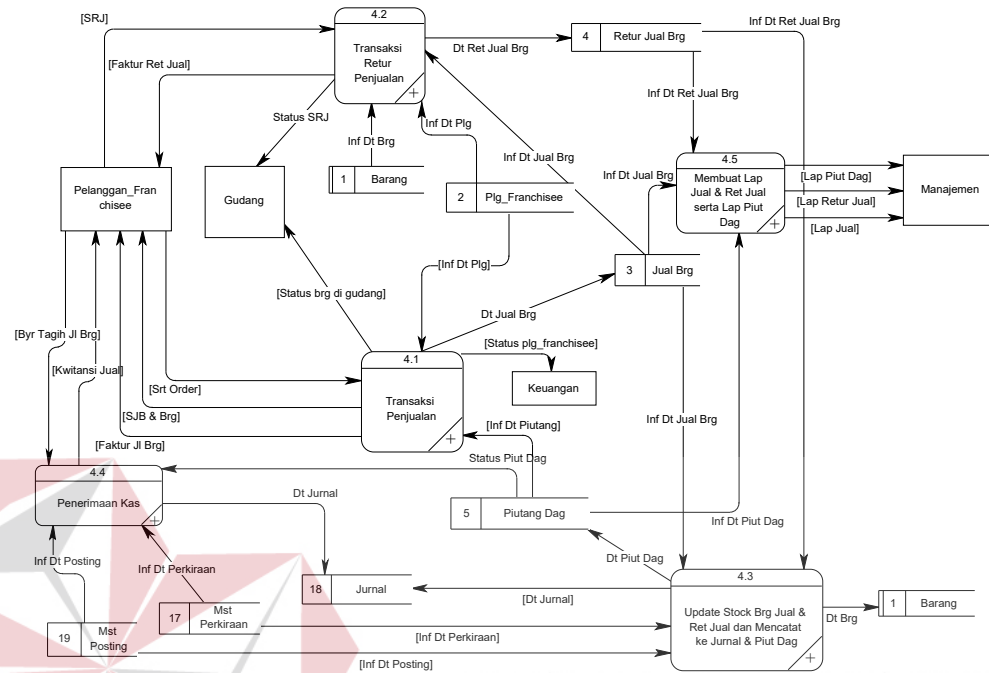 [SRJ]
4.2
Transaksi
Retur
Penjualan
Dt Ret Jual Brg
4
Retur Jual Brg
Inf Dt Ret Jual Brg
[Faktur Ret Jual]
Status SRJ
Inf Dt Brg
Inf Dt Plg
Inf Dt Ret Jual Brg
Inf Dt Jual Brg
1
Barang
Pelanggan_Fran
chisee
Gudang
2
Plg_Franchisee
Inf Dt Jual Brg
4.5
Membuat Lap
Jual & Ret Jual
serta Lap Piut
Dag
[Lap Piut Dag]
[Lap Retur Jual]
[Lap Jual]
Manajemen
[Inf Dt Plg]
3
Jual Brg
[Status brg di gudang]
Dt Jual Brg
[Byr Tagih Jl Brg]
[Kwitansi Jual]
[Srt Order]
[SJB & Brg]
[Faktur Jl Brg]
4.1
Transaksi
Penjualan
[Status plg_franchisee]
Keuangan
[Inf Dt Piutang]
Inf Dt Jual Brg
Status Piut Dag
4.4
Penerimaan Kas
Dt Jurnal
5
Piutang Dag
Inf Dt Piut Dag
Inf Dt Posting
Inf Dt Perkiraan
Dt Piut Dag
18
Jurnal
[Dt Jurnal]
4.3
Update Stock Brg Jual &
Ret Jual dan Mencatat
ke Jurnal & Piut Dag
Dt Brg
1
Barang
17
Mst
Perkiraan
[Inf Dt Perkiraan]
19
Mst
Posting
[Inf Dt Posting]